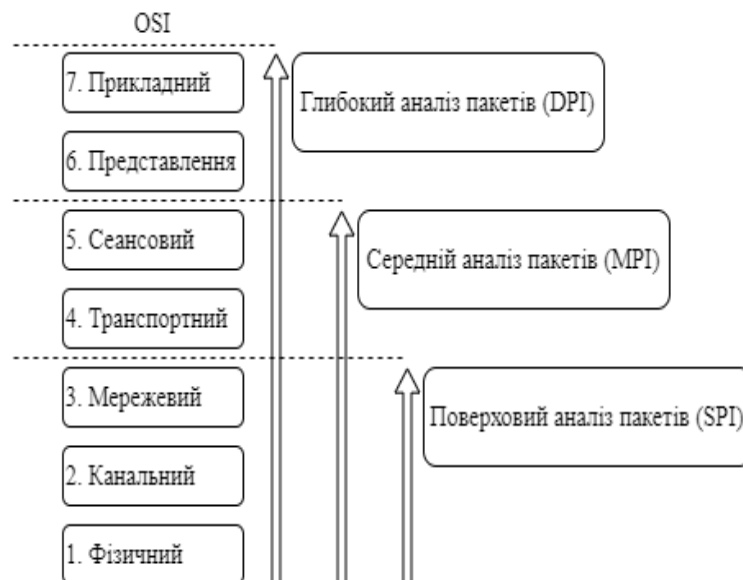 OSI
7. Прикладний
Глибокий аналіз пакетів (DPI)
6. Представлення
5. Сеансовий
Середній аналіз пакетів (MPI)
4. Транспортний
3. Мережевий
Поверховий аналіз пакетів (SPI)
2. Канальний
1. Фізичний